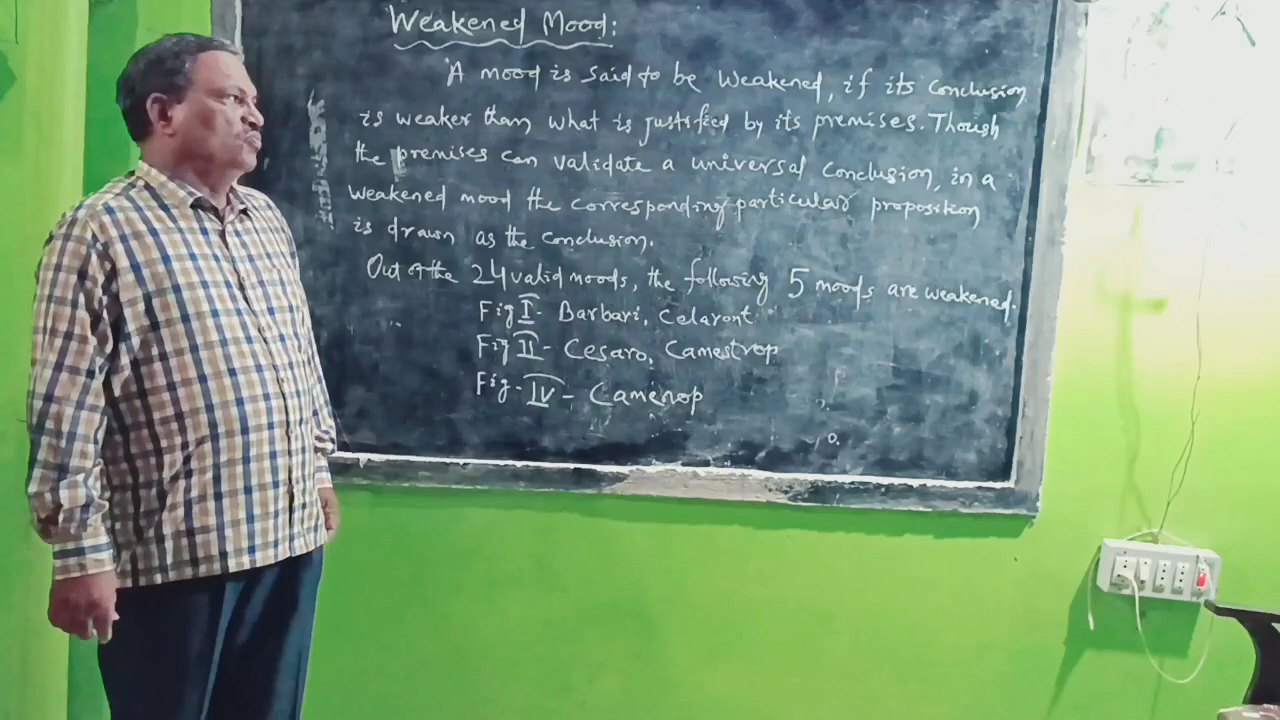 Weakened Mood:
A mood is said to be weakened, if its conclusion
is weaker than what is justified by its premises. Though
the premises can validate a universal conclusion, in a
weakened mood the corresponding particular proposition
is drawn as the conclusion.
Out of the 24 valid moods, the following 5 moods are weakened.
Fig I - Barbari, Celaront
Fig II - Cesaro, Camestrop
Fig - IV - Camenop